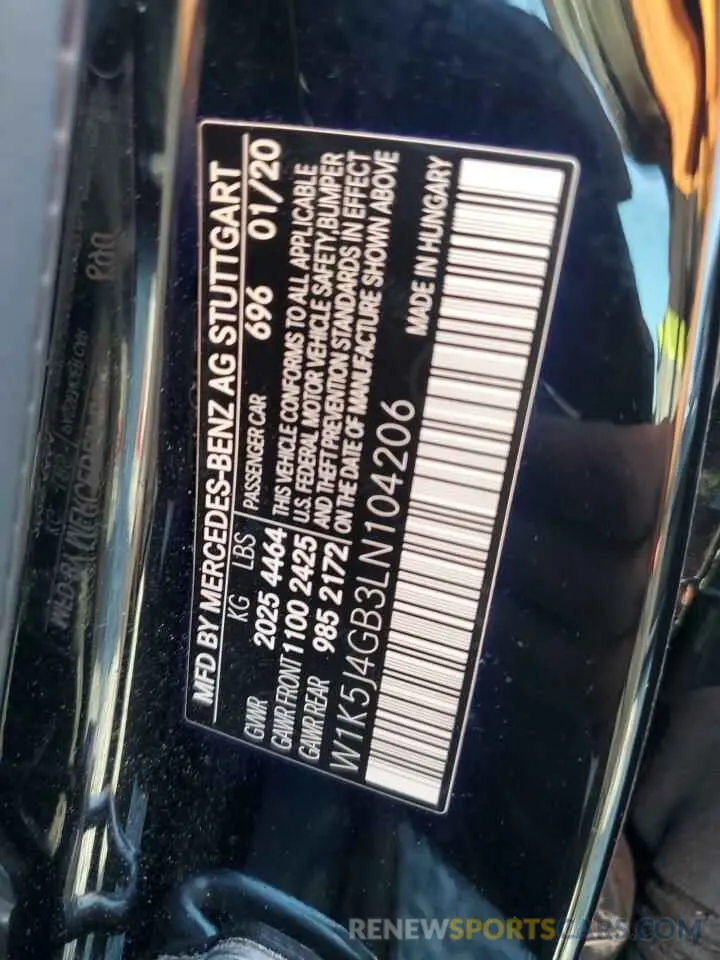 MFD BY MERCEDES-BENZ AG STUTTGART
KG LBS PASSENGER CAR 696 01/20
GVWR 2025 4464
GAWR FRONT 1100 2425
GAWR REAR 985 2172
THIS VEHICLE CONFORMS TO ALL APPLICABLE
U.S. FEDERAL MOTOR VEHICLE SAFETY, BUMPER
AND THEFT PREVENTION STANDARDS IN EFFECT
ON THE DATE OF MANUFACTURE SHOWN ABOVE
W1K5J4GB3LN104206 MADE IN HUNGARY
RENEWSPORTSCARS.COM